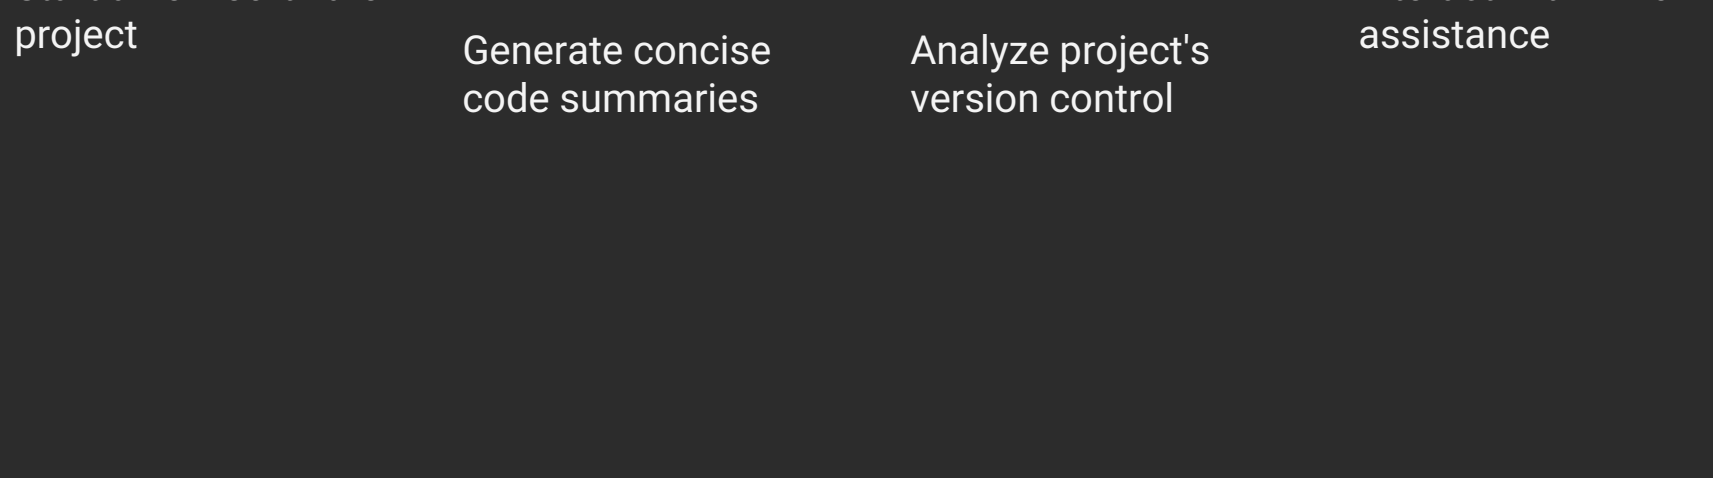 project
Generate concise
code summaries
Analyze project's
version control
assistance